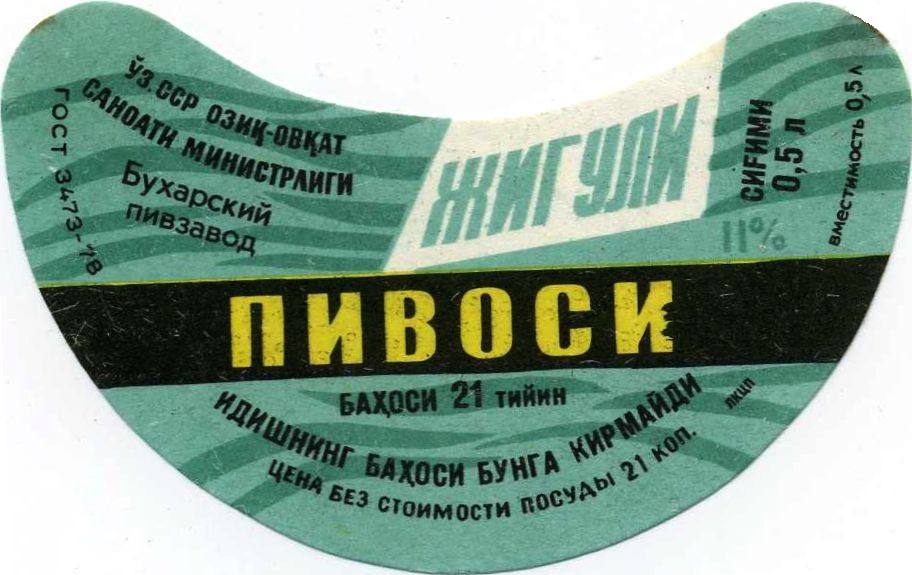 ГОСТ 3473-78
ЎЗ.ССР ОЗИҚ-ОВҚАТ
САНОАТИ МИНИСТРЛИГИ
Бухарский
пивзавод
ЖИГУЛИ
СИҒИМИ
0,5 л
вместимость 0,5 л
11%
ПИВОСИ
БАҲОСИ 21 тийин
ИДИШНИНГ БАҲОСИ БУНГА КИРМАЙДИ
ЦЕНА БЕЗ СТОИМОСТИ ПОСУДЫ 21 КОП.
лкцп